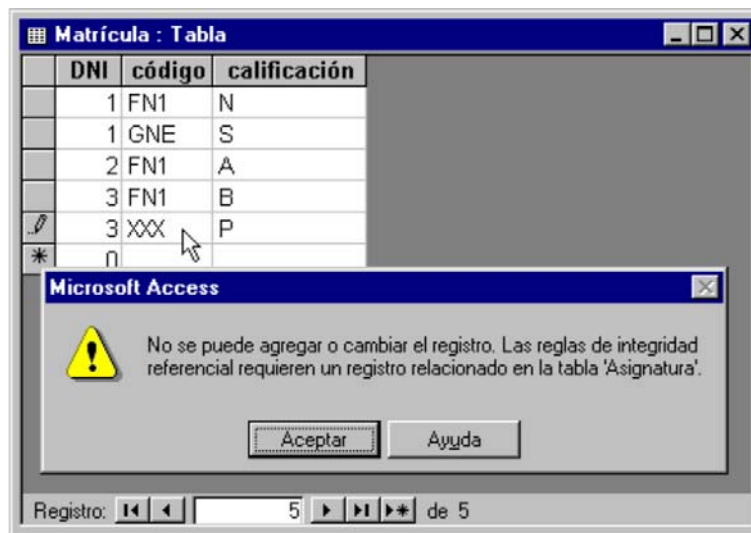 Matrícula : Tabla
DNI código calificación
1 FN1 N
1 GNE S
2 FN1 A
3 FN1 B
3 XXX P
0
Microsoft Access
No se puede agregar o cambiar el registro. Las reglas de integridad
referencial requieren un registro relacionado en la tabla 'Asignatura'.
Aceptar Ayuda
Registro: 5 de 5